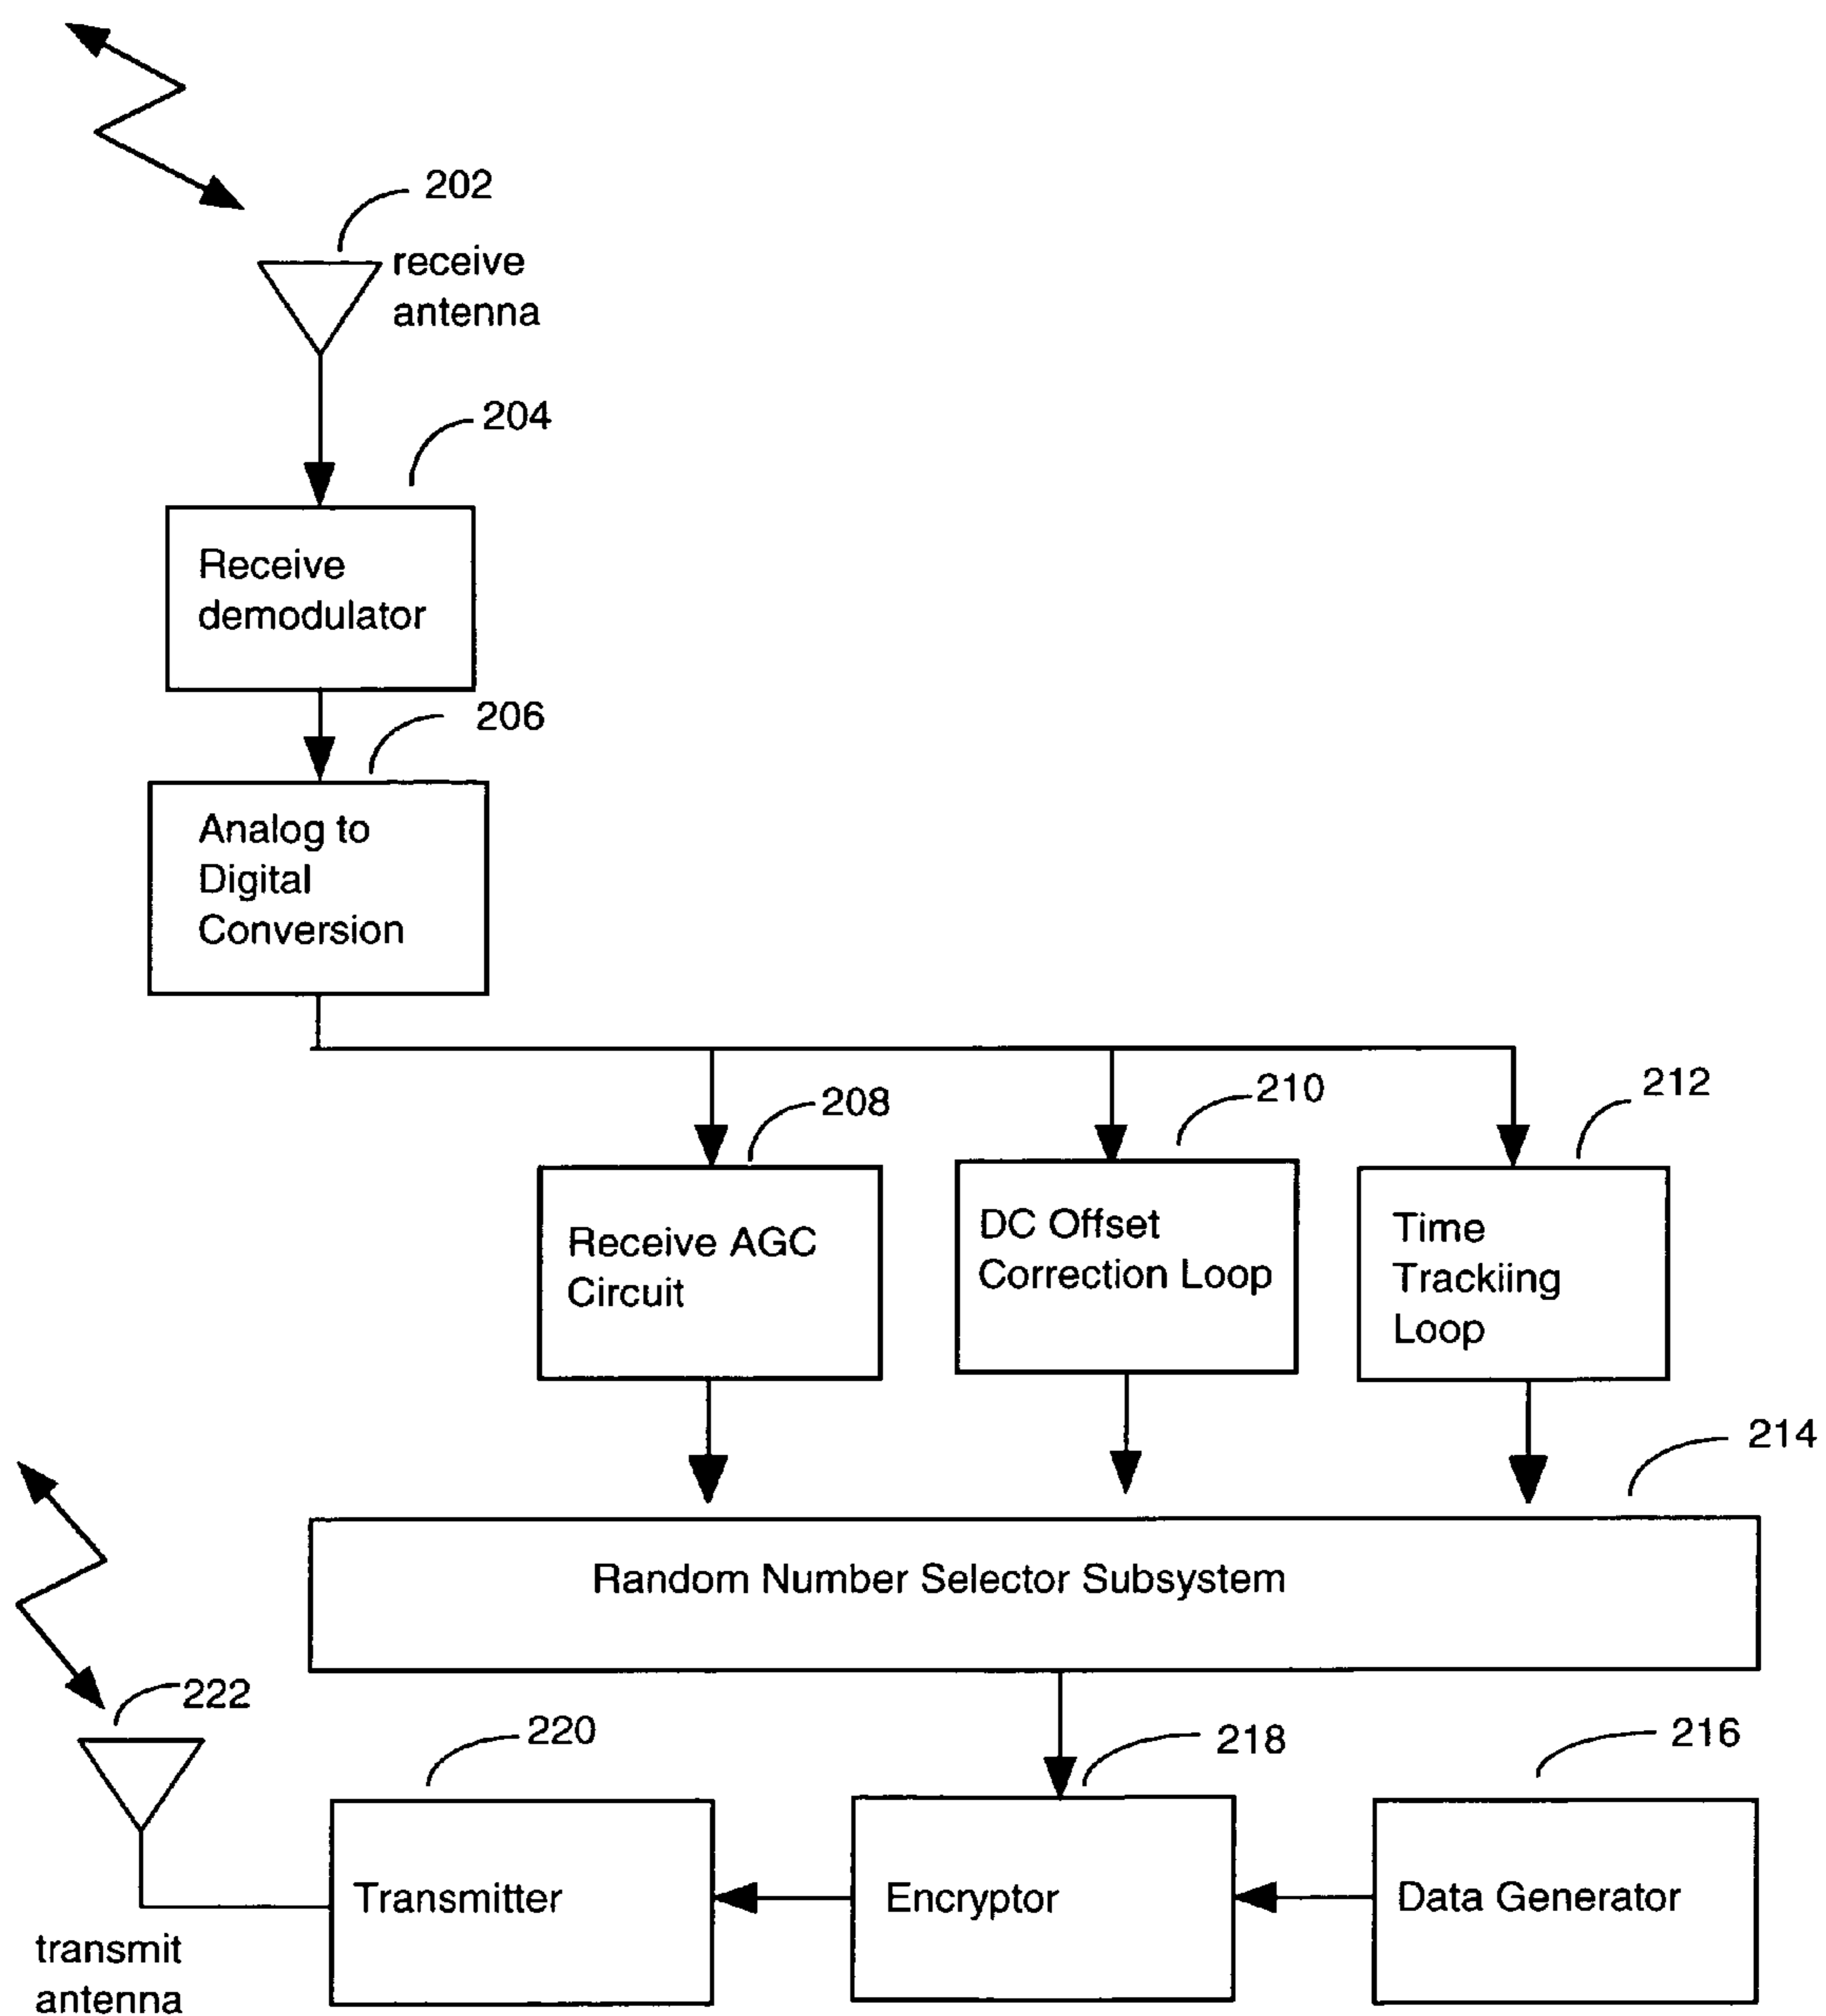 202
receive
antenna
204
Receive
demodulator
206
Analog to
Digital
Conversion
208
210
212
Receive AGC
Circuit
DC Offset
Correction Loop
Time
Trackiing
Loop
214
Random Number Selector Subsystem
222
220
218
216
Transmitter
Encryptor
Data Generator
transmit
antenna